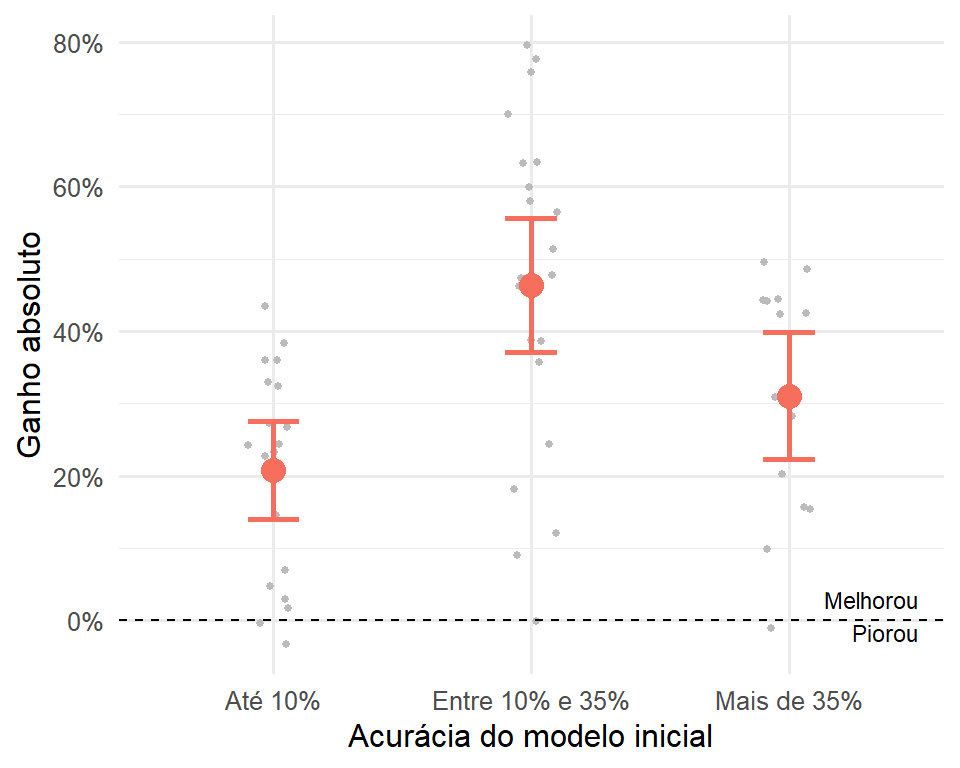 80%
60%
40%
20%
0%
Ganho absoluto
Melhorou
Piorou
Até 10%
Entre 10% e 35%
Mais de 35%
Acurácia do modelo inicial